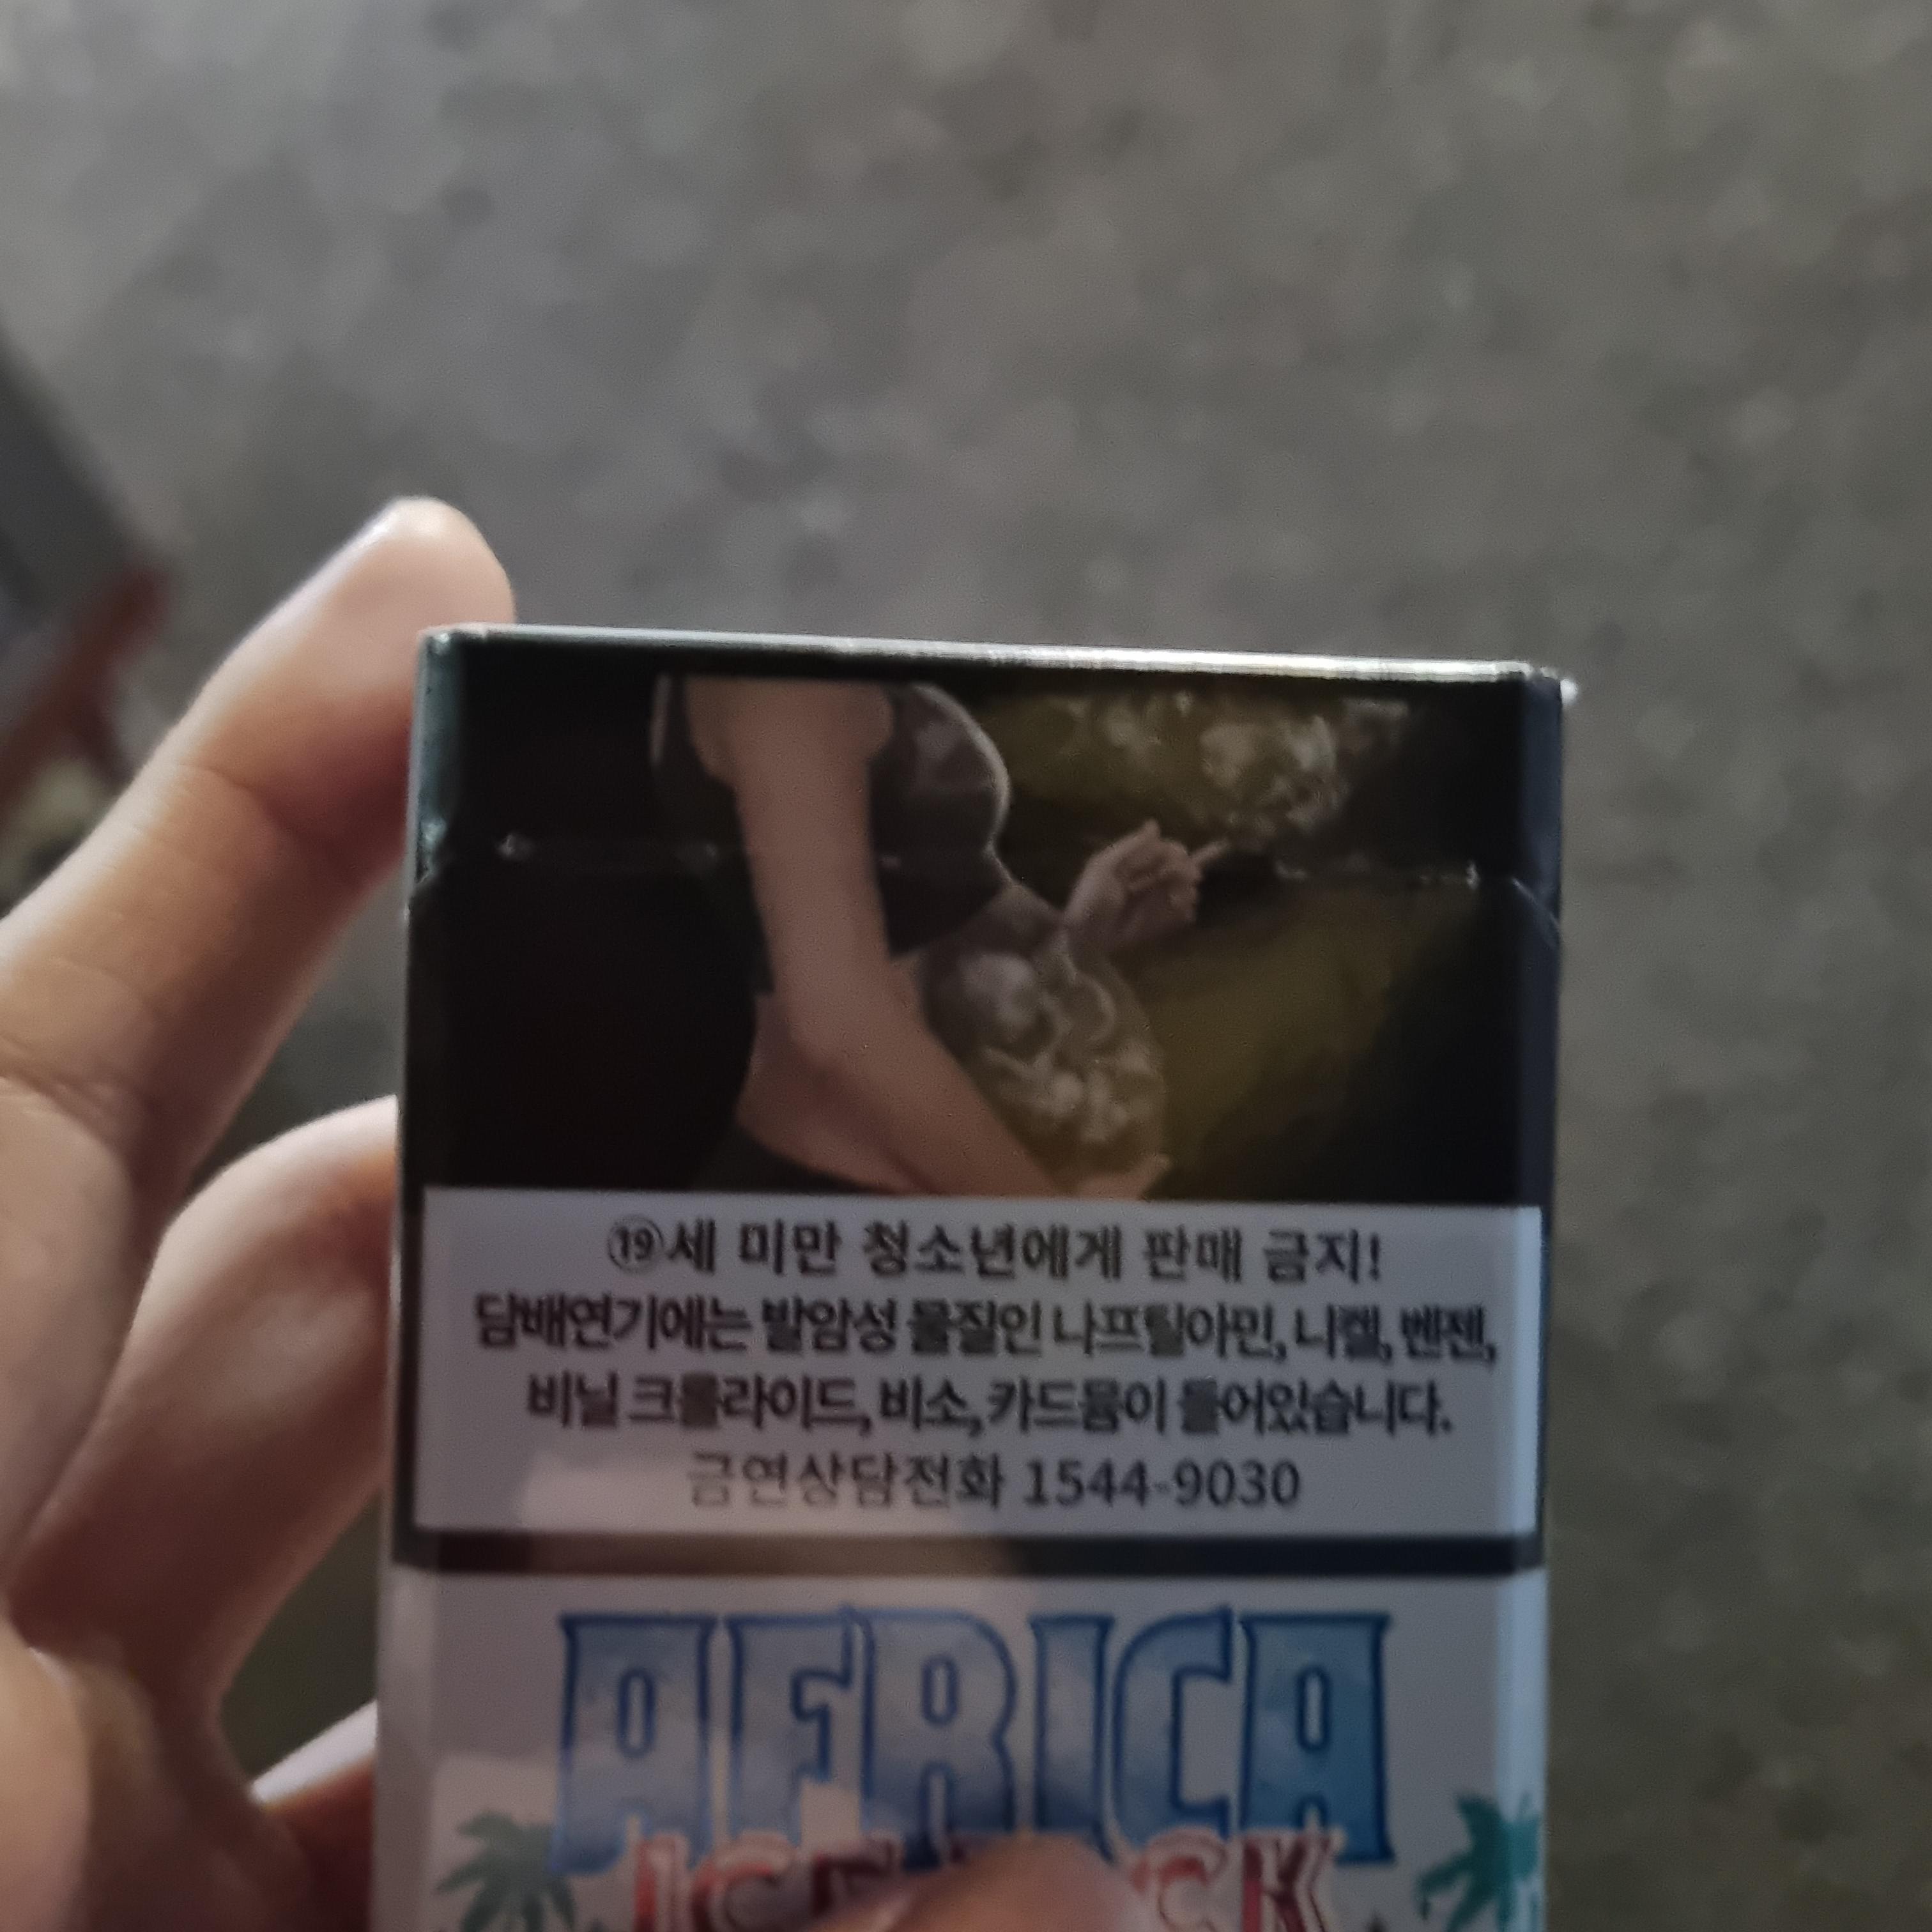 ⑲세 미만 청소년에게 판매 금지!
담배연기에는 발암성 물질인 나프틸아민, 니켈, 벤젠,
비닐 크롤라이드, 비소, 카드뮴이 들어있습니다.
금연상담전화 1544-9030
AFRICA
ICE